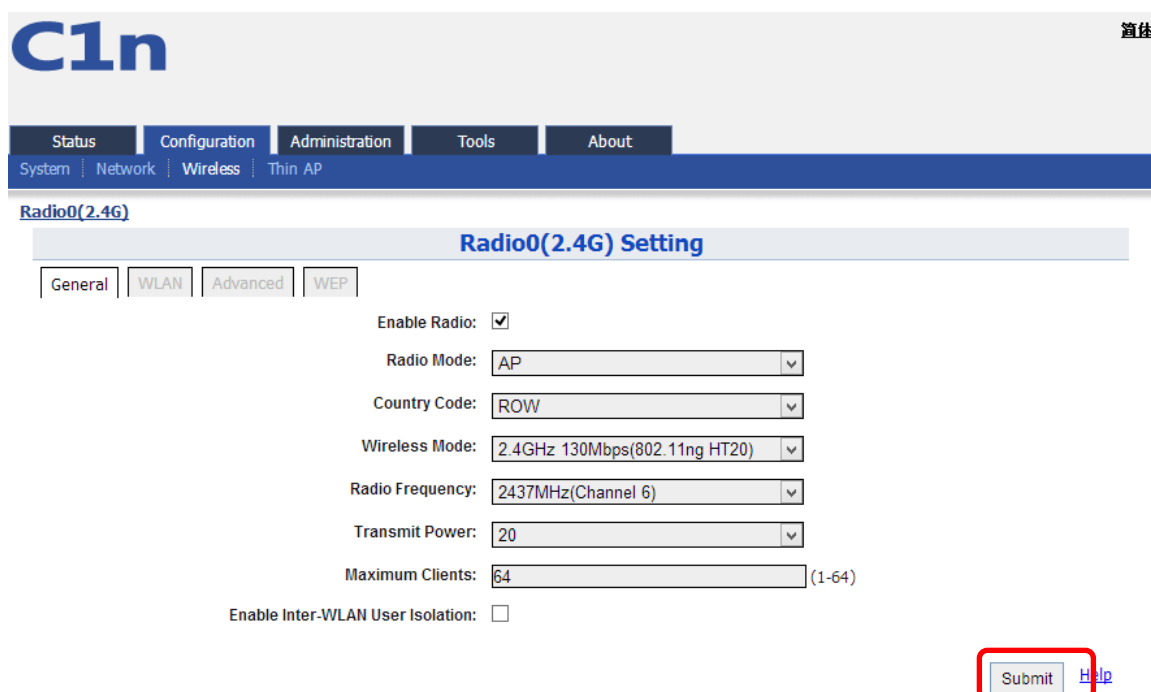 C1n
简体
Status Configuration Administration Tools About
System Network Wireless Thin AP
Radio0(2.4G)
Radio0(2.4G) Setting
General WLAN Advanced WEP
Enable Radio:
Radio Mode: AP
Country Code: ROW
Wireless Mode: 2.4GHz 130Mbps(802.11ng HT20)
Radio Frequency: 2437MHz(Channel 6)
Transmit Power: 20
Maximum Clients: 64 (1-64)
Enable Inter-WLAN User Isolation:
Submit Help